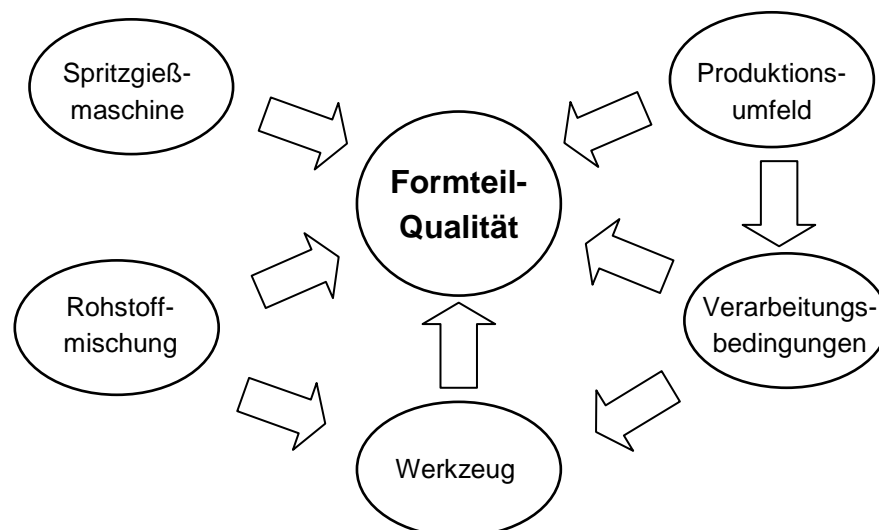 Spritzgieß-
maschine
Produktions-
umfeld
Formteil-
Qualität
Rohstoff-
mischung
Verarbeitungs-
bedingungen
Werkzeug